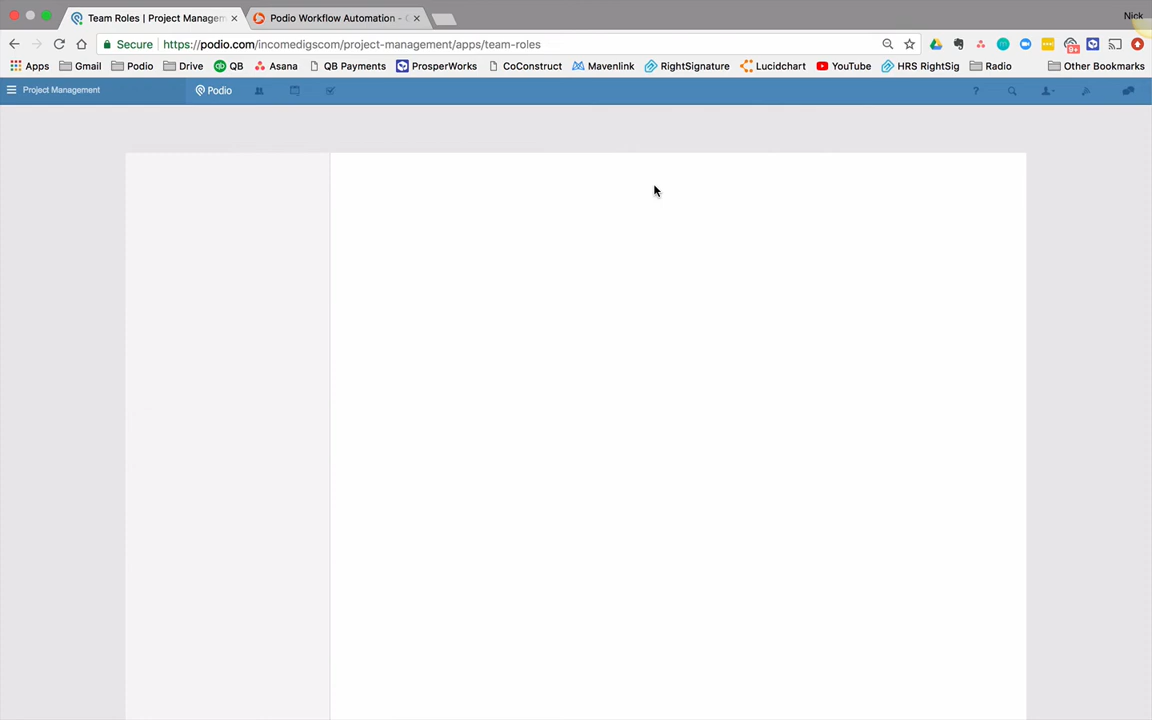 Team Roles | Project Managem
Podio Workflow Automation -
Nick
Secure
https://podio.com/incomedigscom/project-management/apps/team-roles
Apps Gmail Podio Drive QB Asana QB Payments ProsperWorks CoConstruct Mavenlink RightSignature Lucidchart YouTube HRS RightSig Radio Other Bookmarks
Project Management
Podio
?